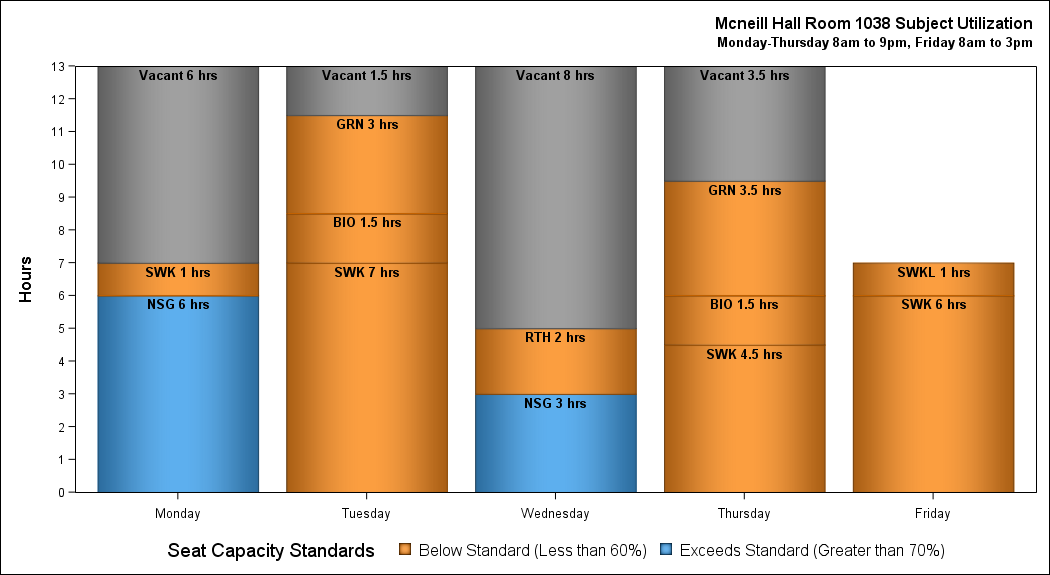 Mcneill Hall Room 1038 Subject Utilization
Monday-Thursday 8am to 9pm, Friday 8am to 3pm
Hours
13
12
11
10
9
8
7
6
5
4
3
2
1
0
Vacant 6 hrs
SWK 1 hrs
NSG 6 hrs
Vacant 1.5 hrs
GRN 3 hrs
BIO 1.5 hrs
SWK 7 hrs
Vacant 8 hrs
RTH 2 hrs
NSG 3 hrs
Vacant 3.5 hrs
GRN 3.5 hrs
BIO 1.5 hrs
SWK 4.5 hrs
SWKL 1 hrs
SWK 6 hrs
Monday Tuesday Wednesday Thursday Friday
Seat Capacity Standards Below Standard (Less than 60%) Exceeds Standard (Greater than 70%)